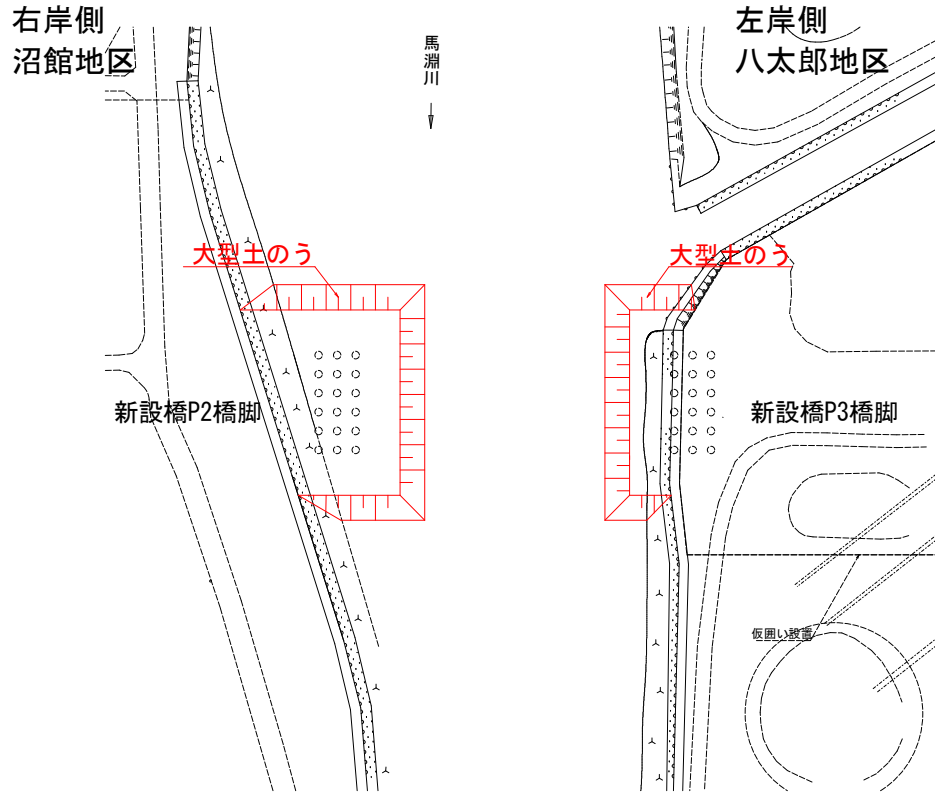 右岸側
沼館地区
馬淵川
左岸側
八太郎地区
大型土のう
大型土のう
新設橋P2橋脚
新設橋P3橋脚
仮囲い設置